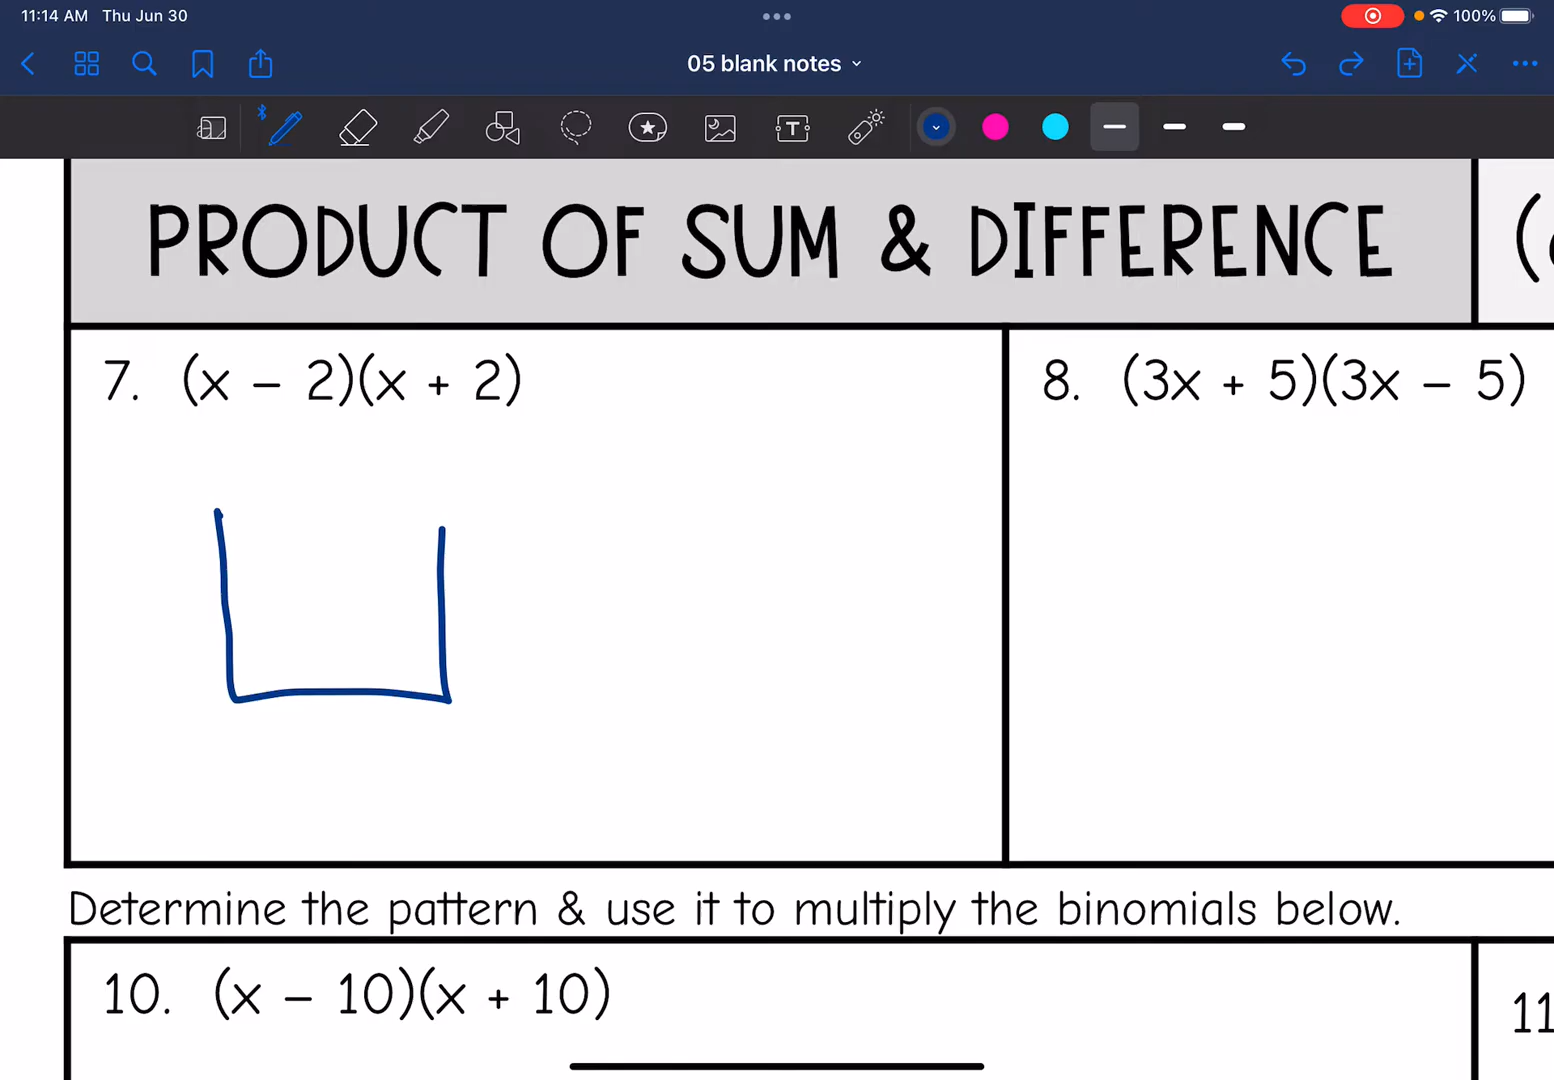 11:14 AM Thu Jun 30
100%
05 blank notes
PRODUCT OF SUM & DIFFERENCE
(
7. (x − 2)(x + 2)
8. (3x + 5)(3x − 5)
Determine the pattern & use it to multiply the binomials below.
10. (x − 10)(x + 10)
11